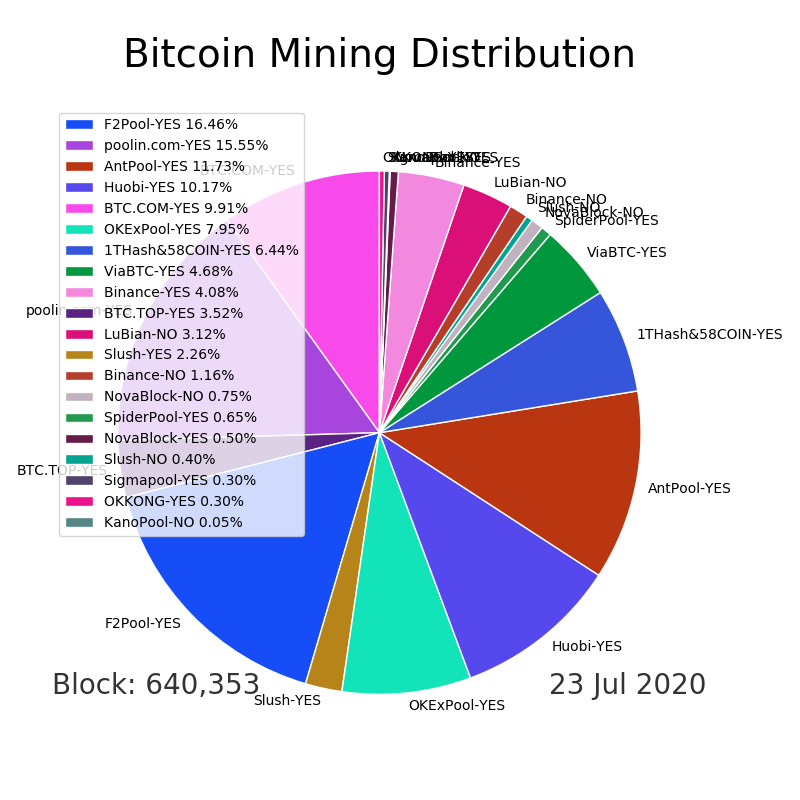 Bitcoin Mining Distribution
F2Pool-YES 16.46%
poolin.com-YES 15.55%
AntPool-YES 11.73%
Huobi-YES 10.17%
BTC.COM-YES 9.91%
OKExPool-YES 7.95%
1THash&58COIN-YES 6.44%
ViaBTC-YES 4.68%
Binance-YES 4.08%
BTC.TOP-YES 3.52%
LuBian-NO 3.12%
Slush-YES 2.26%
Binance-NO 1.16%
NovaBlock-NO 0.75%
SpiderPool-YES 0.65%
NovaBlock-YES 0.50%
Slush-NO 0.40%
Sigmapool-YES 0.30%
OKKONG-YES 0.30%
KanoPool-NO 0.05%
BTC.COM-YES
Binance-YES
LuBian-NO
Binance-NO
Slush-NO
NovaBlock-NO
SpiderPool-YES
ViaBTC-YES
1THash&58COIN-YES
AntPool-YES
Huobi-YES
OKExPool-YES
Slush-YES
F2Pool-YES
BTC.TOP-YES
poolin.com-YES
Block: 640,353
23 Jul 2020